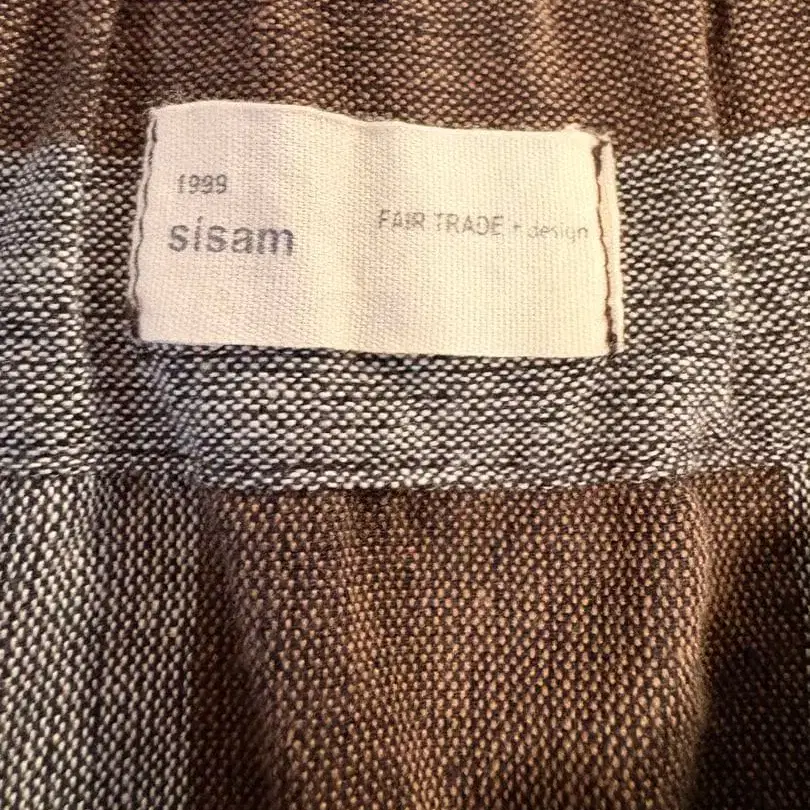 1999
sisam
FAIR TRADE + design